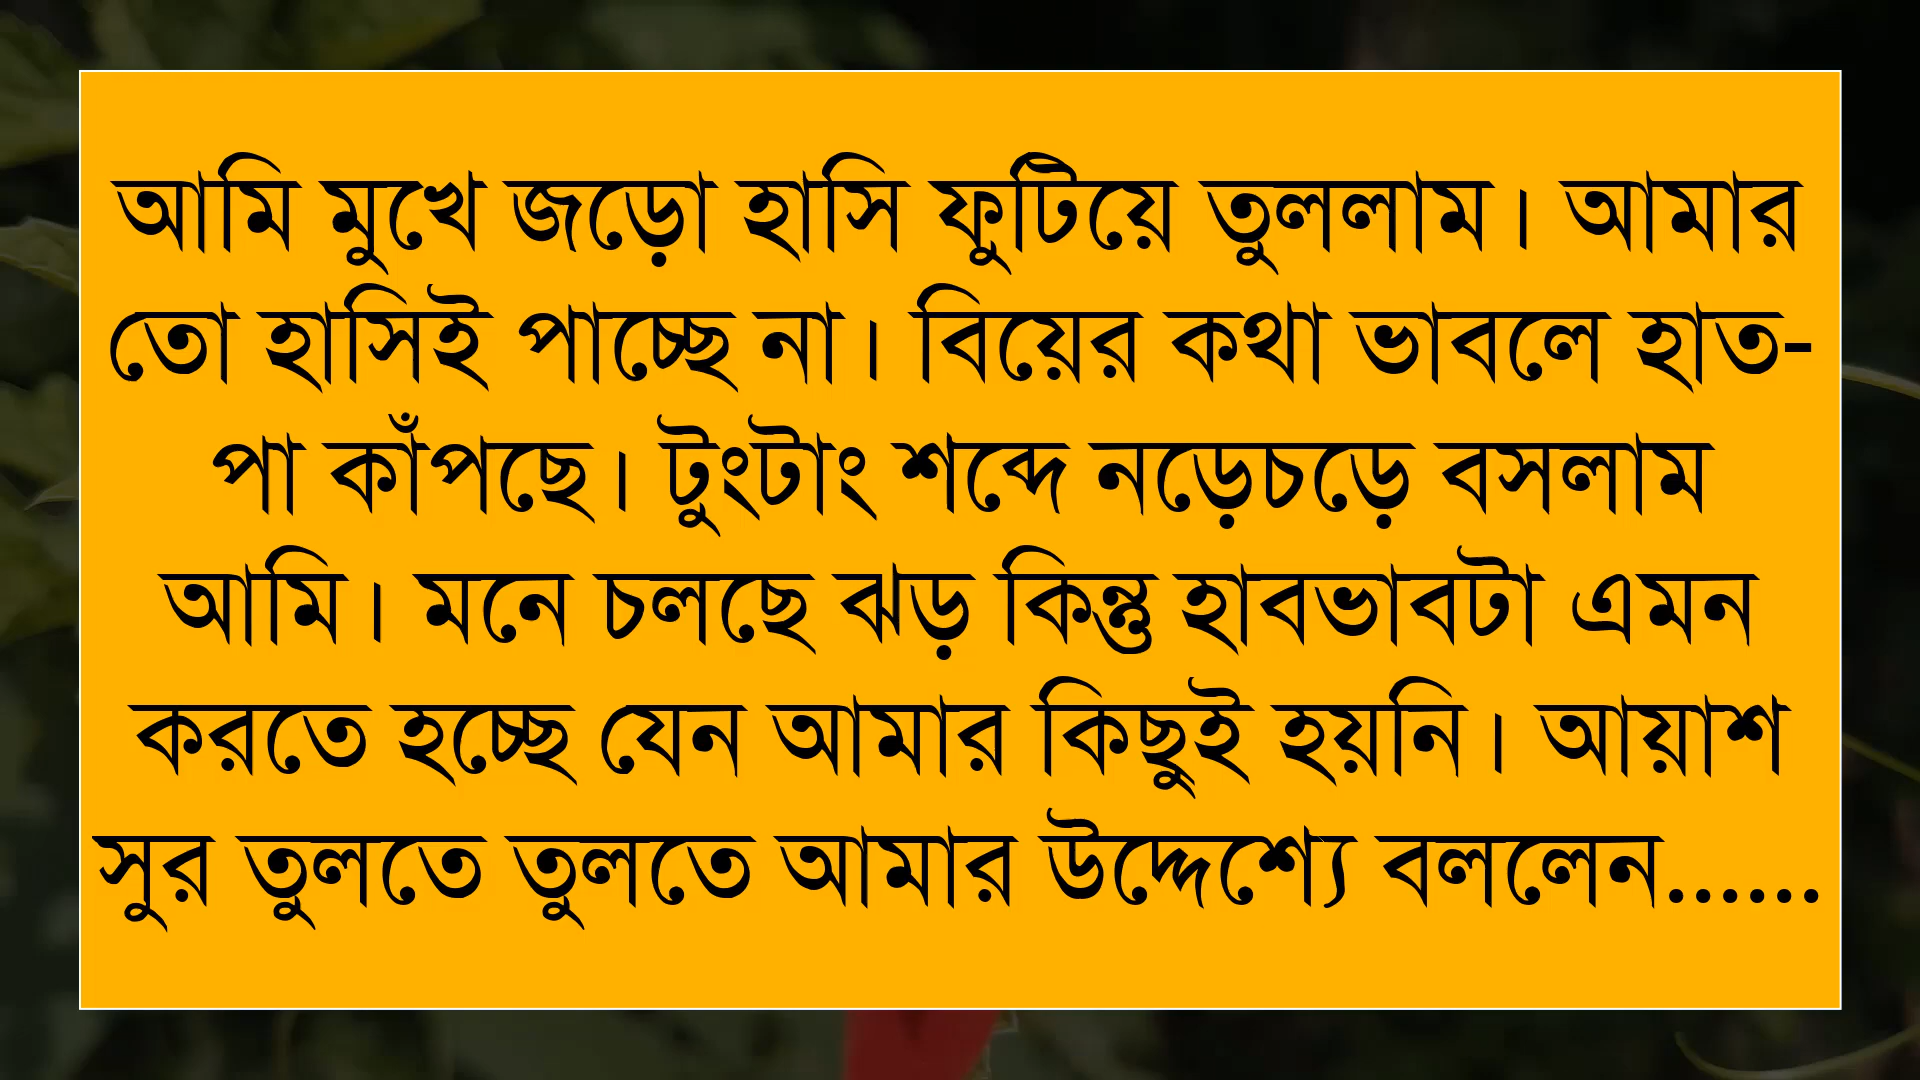 আমি মুখে জড়ো হাসি ফুটিয়ে তুললাম। আমার
তো হাসিই পাচ্ছে না। বিয়ের কথা ভাবলে হাত-
পা কাঁপছে। টুংটাং শব্দে নড়েচড়ে বসলাম
আমি। মনে চলছে ঝড় কিন্তু হাবভাবটা এমন
করতে হচ্ছে যেন আমার কিছুই হয়নি। আয়াশ
সুর তুলতে তুলতে আমার উদ্দেশ্যে বললেন......